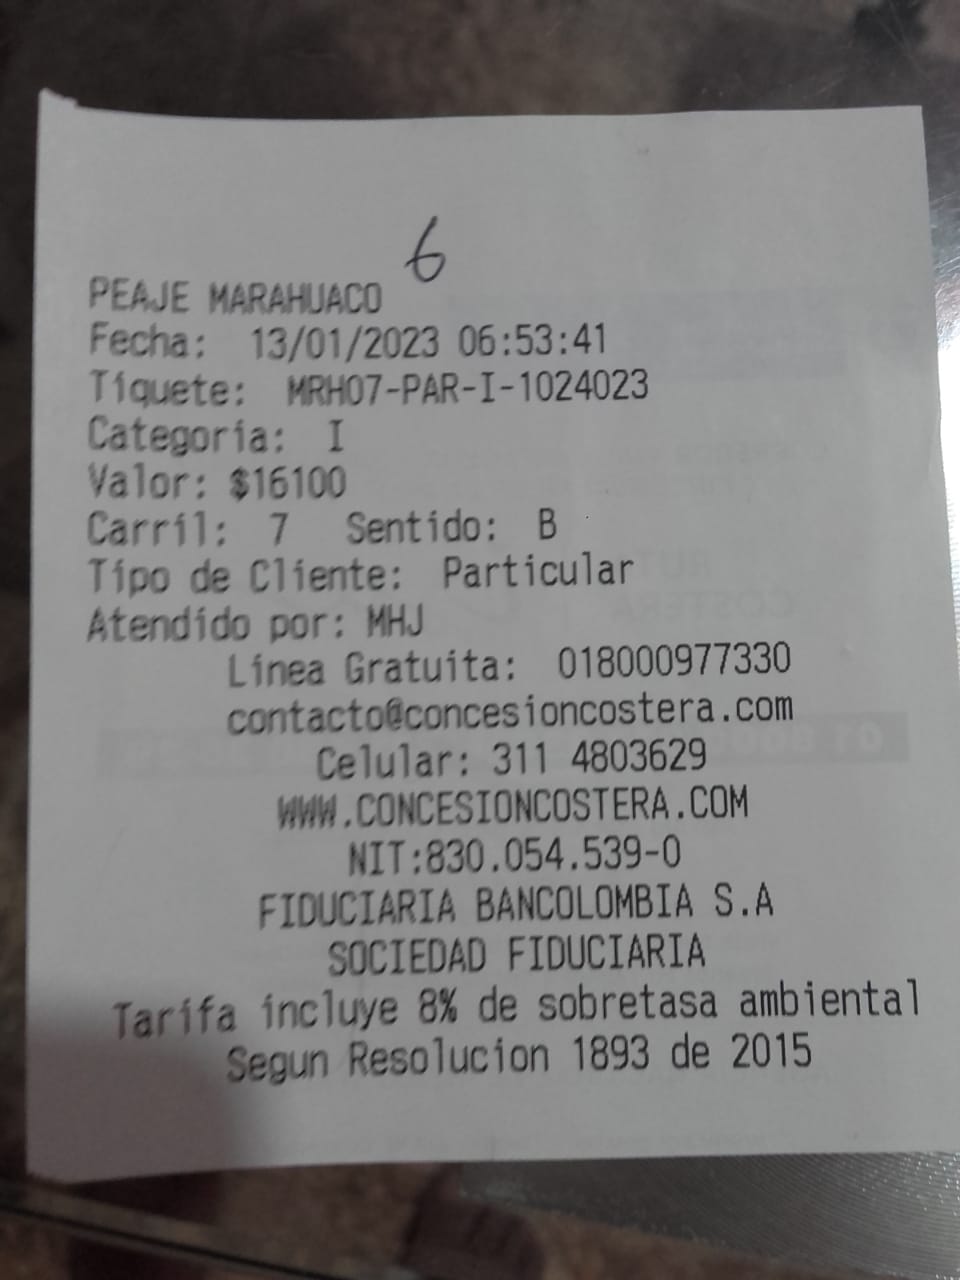 6
PEAJE MARAHUACO
Fecha: 13/01/2023 06:53:41
Tiquete: MRH07-PAR-I-1024023
Categoria: I
Valor: $16100
Carril: 7 Sentido: B
Tipo de Cliente: Particular
Atendido por: MHJ
Linea Gratuita: 018000977330
contacto@concesioncostera.com
Celular: 311 4803629
WWW.CONCESIONCOSTERA.COM
NIT:830.054.539-0
FIDUCIARIA BANCOLOMBIA S.A
SOCIEDAD FIDUCIARIA
Tarifa incluye 8% de sobretasa ambiental
Segun Resolucion 1893 de 2015